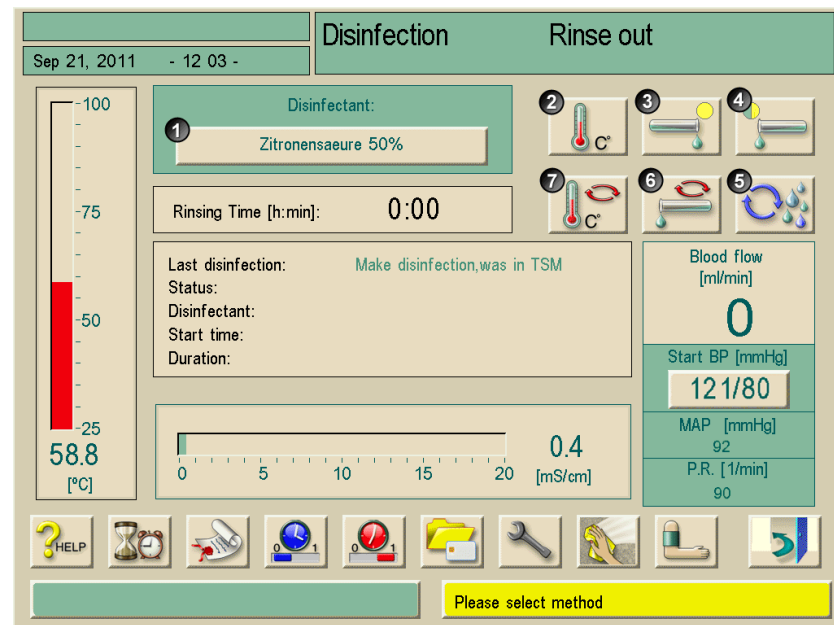 Disinfection Rinse out
Sep 21, 2011 - 12 03 -
100
75
50
25
58.8
[°C]
Disinfectant:
1
Zitronensaeure 50%
Rinsing Time [h:min]: 0:00
Last disinfection: Make disinfection,was in TSM
Status:
Disinfectant:
Start time:
Duration:
0 5 10 15 20
0.4
[mS/cm]
2 3 4
C°
7 6 5
C°
Blood flow
[ml/min]
0
Start BP [mmHg]
121/80
MAP [mmHg]
92
P.R. [1/min]
90
?HELP
0 1
0 1
Please select method